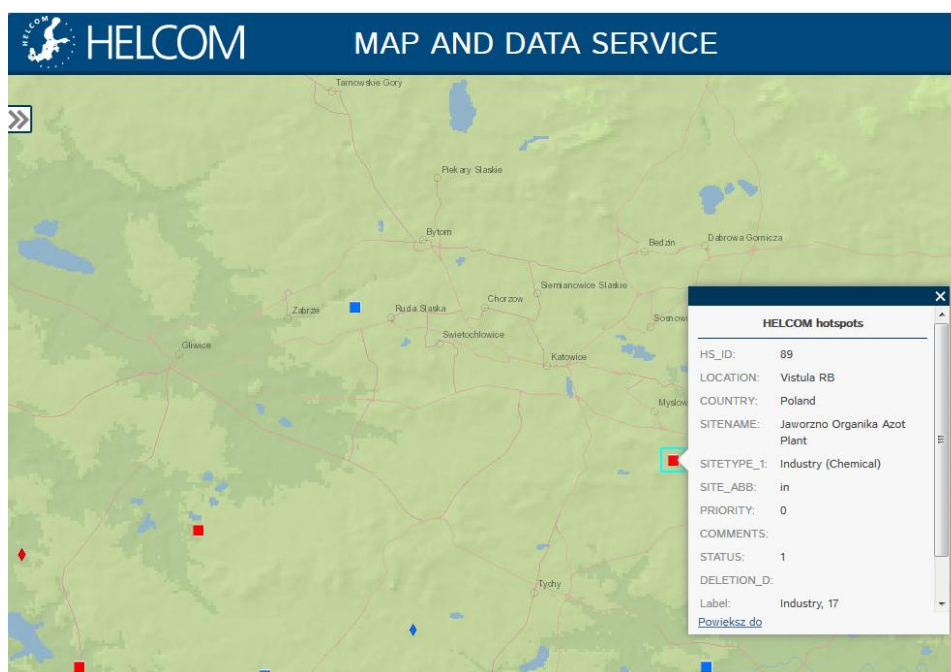 HELCOM
MAP AND DATA SERVICE
Tarnowskie Gory
Piekary Slaskie
Bytom
Bedzin
Dabrowa Gornicza
Siemianowice Slaskie
Zabrze
Ruda Slaska
Chorzow
Sosnow
Swietochlowice
Gliwice
Katowice
Myslow
Tychy
HELCOM hotspots
HS_ID: 89
LOCATION: Vistula RB
COUNTRY: Poland
SITENAME: Jaworzno Organika Azot
Plant
SITETYPE_1: Industry (Chemical)
SITE_ABB: in
PRIORITY: 0
COMMENTS:
STATUS: 1
DELETION_D:
Label: Industry, 17
Powiększ do